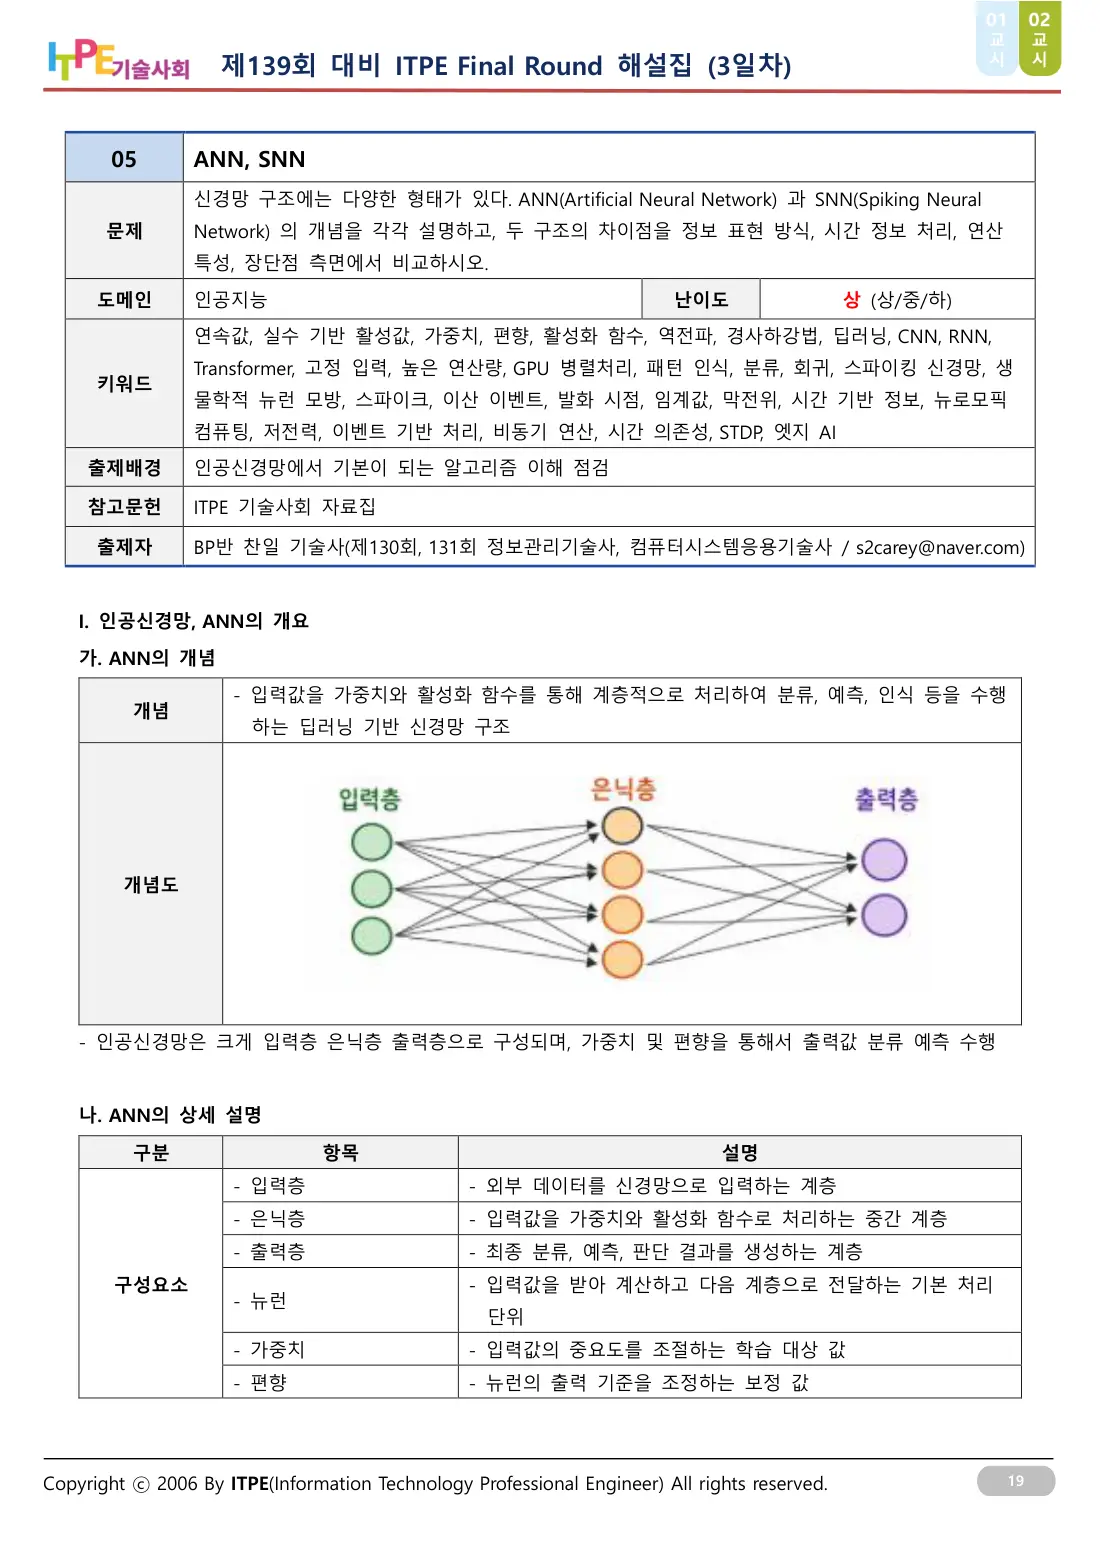 01
교
시
02
교
시
ITPE기술사회 제139회 대비 ITPE Final Round 해설집 (3일차)
05 ANN, SNN
문제
신경망 구조에는 다양한 형태가 있다. ANN(Artificial Neural Network) 과 SNN(Spiking Neural
Network) 의 개념을 각각 설명하고, 두 구조의 차이점을 정보 표현 방식, 시간 정보 처리, 연산
특성, 장단점 측면에서 비교하시오.
도메인 인공지능 난이도 상 (상/중/하)
키워드
연속값, 실수 기반 활성값, 가중치, 편향, 활성화 함수, 역전파, 경사하강법, 딥러닝, CNN, RNN,
Transformer, 고정 입력, 높은 연산량, GPU 병렬처리, 패턴 인식, 분류, 회귀, 스파이킹 신경망, 생
물학적 뉴런 모방, 스파이크, 이산 이벤트, 발화 시점, 임계값, 막전위, 시간 기반 정보, 뉴로모픽
컴퓨팅, 저전력, 이벤트 기반 처리, 비동기 연산, 시간 의존성, STDP, 엣지 AI
출제배경 인공신경망에서 기본이 되는 알고리즘 이해 점검
참고문헌 ITPE 기술사회 자료집
출제자 BP반 찬일 기술사(제130회, 131회 정보관리기술사, 컴퓨터시스템응용기술사 / s2carey@naver.com)
I. 인공신경망, ANN의 개요
가. ANN의 개념
개념
- 입력값을 가중치와 활성화 함수를 통해 계층적으로 처리하여 분류, 예측, 인식 등을 수행
하는 딥러닝 기반 신경망 구조
개념도
입력층 은닉층 출력층
- 인공신경망은 크게 입력층 은닉층 출력층으로 구성되며, 가중치 및 편향을 통해서 출력값 분류 예측 수행
나. ANN의 상세 설명
구분 항목 설명
구성요소
- 입력층 - 외부 데이터를 신경망으로 입력하는 계층
- 은닉층 - 입력값을 가중치와 활성화 함수로 처리하는 중간 계층
- 출력층 - 최종 분류, 예측, 판단 결과를 생성하는 계층
- 뉴런 - 입력값을 받아 계산하고 다음 계층으로 전달하는 기본 처리
단위
- 가중치 - 입력값의 중요도를 조절하는 학습 대상 값
- 편향 - 뉴런의 출력 기준을 조정하는 보정 값
Copyright ⓒ 2006 By ITPE(Information Technology Professional Engineer) All rights reserved.
19